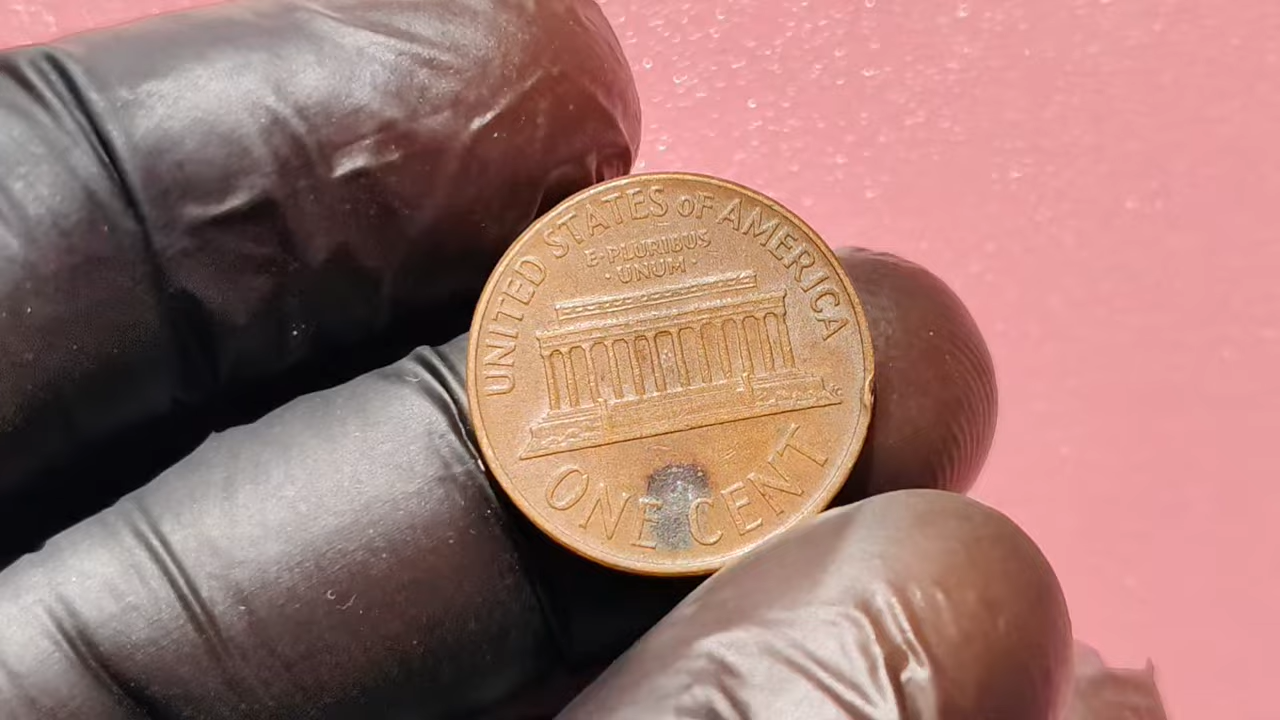 UNITED STATES oF AMERICA
E·PLURIBUS
·UNUM·
ONE CENT